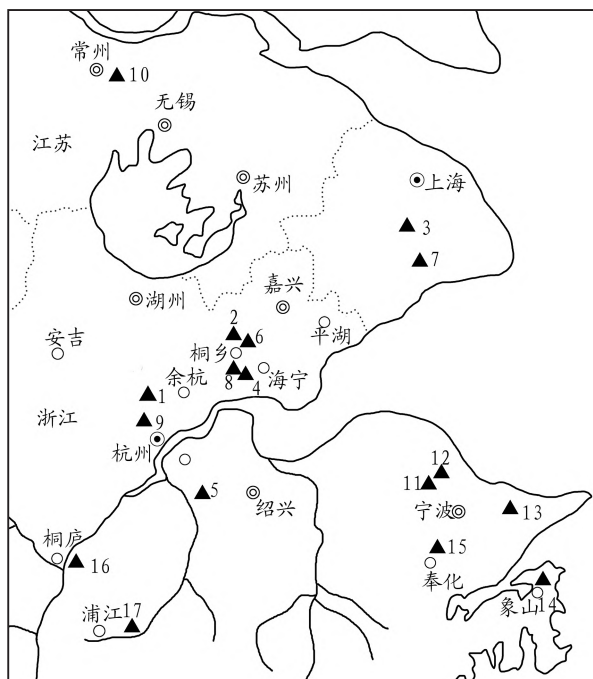 常州
10
无锡
江苏
苏州
上海
3
7
湖州
嘉兴
2
6
平湖
安吉
桐乡
8
4
海宁
余杭
1
浙江
9
杭州
12
11
5
绍兴
宁波
13
桐庐
16
15
奉化
象山
14
浦江
17